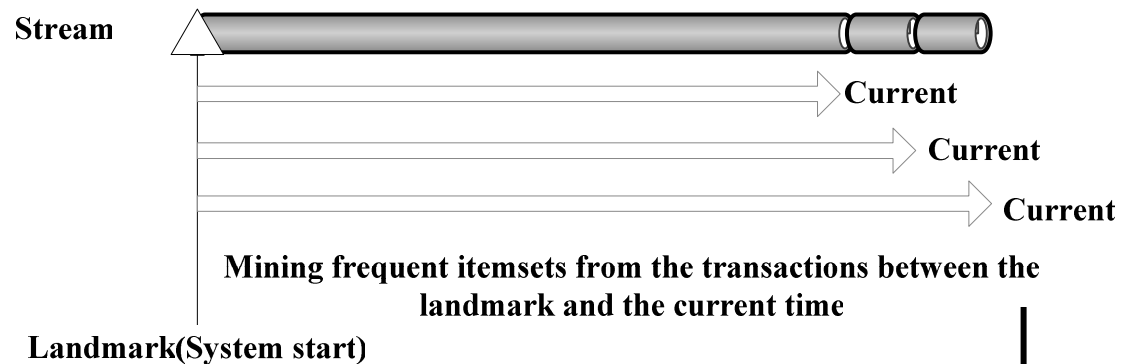 Stream
Current
Current
Current
Mining frequent itemsets from the transactions between the
landmark and the current time
Landmark(System start)